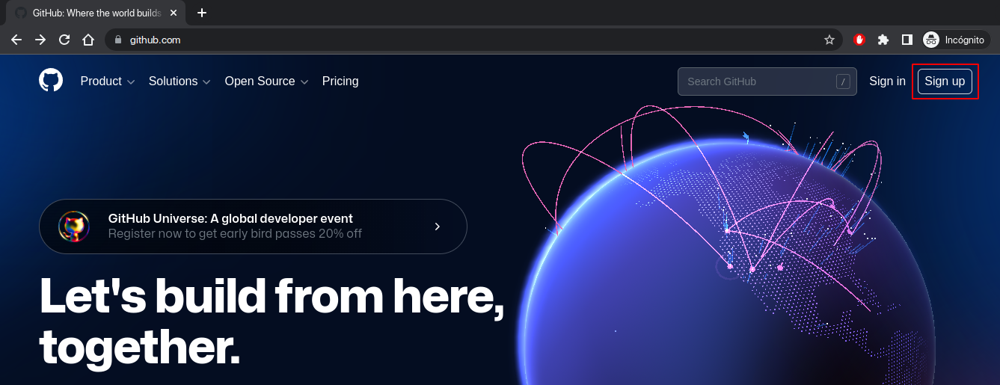 GitHub: Where the world builds
github.com
Incógnito
Product Solutions Open Source Pricing Search GitHub / Sign in Sign up
GitHub Universe: A global developer event
Register now to get early bird passes 20% off
Let's build from here,
together.